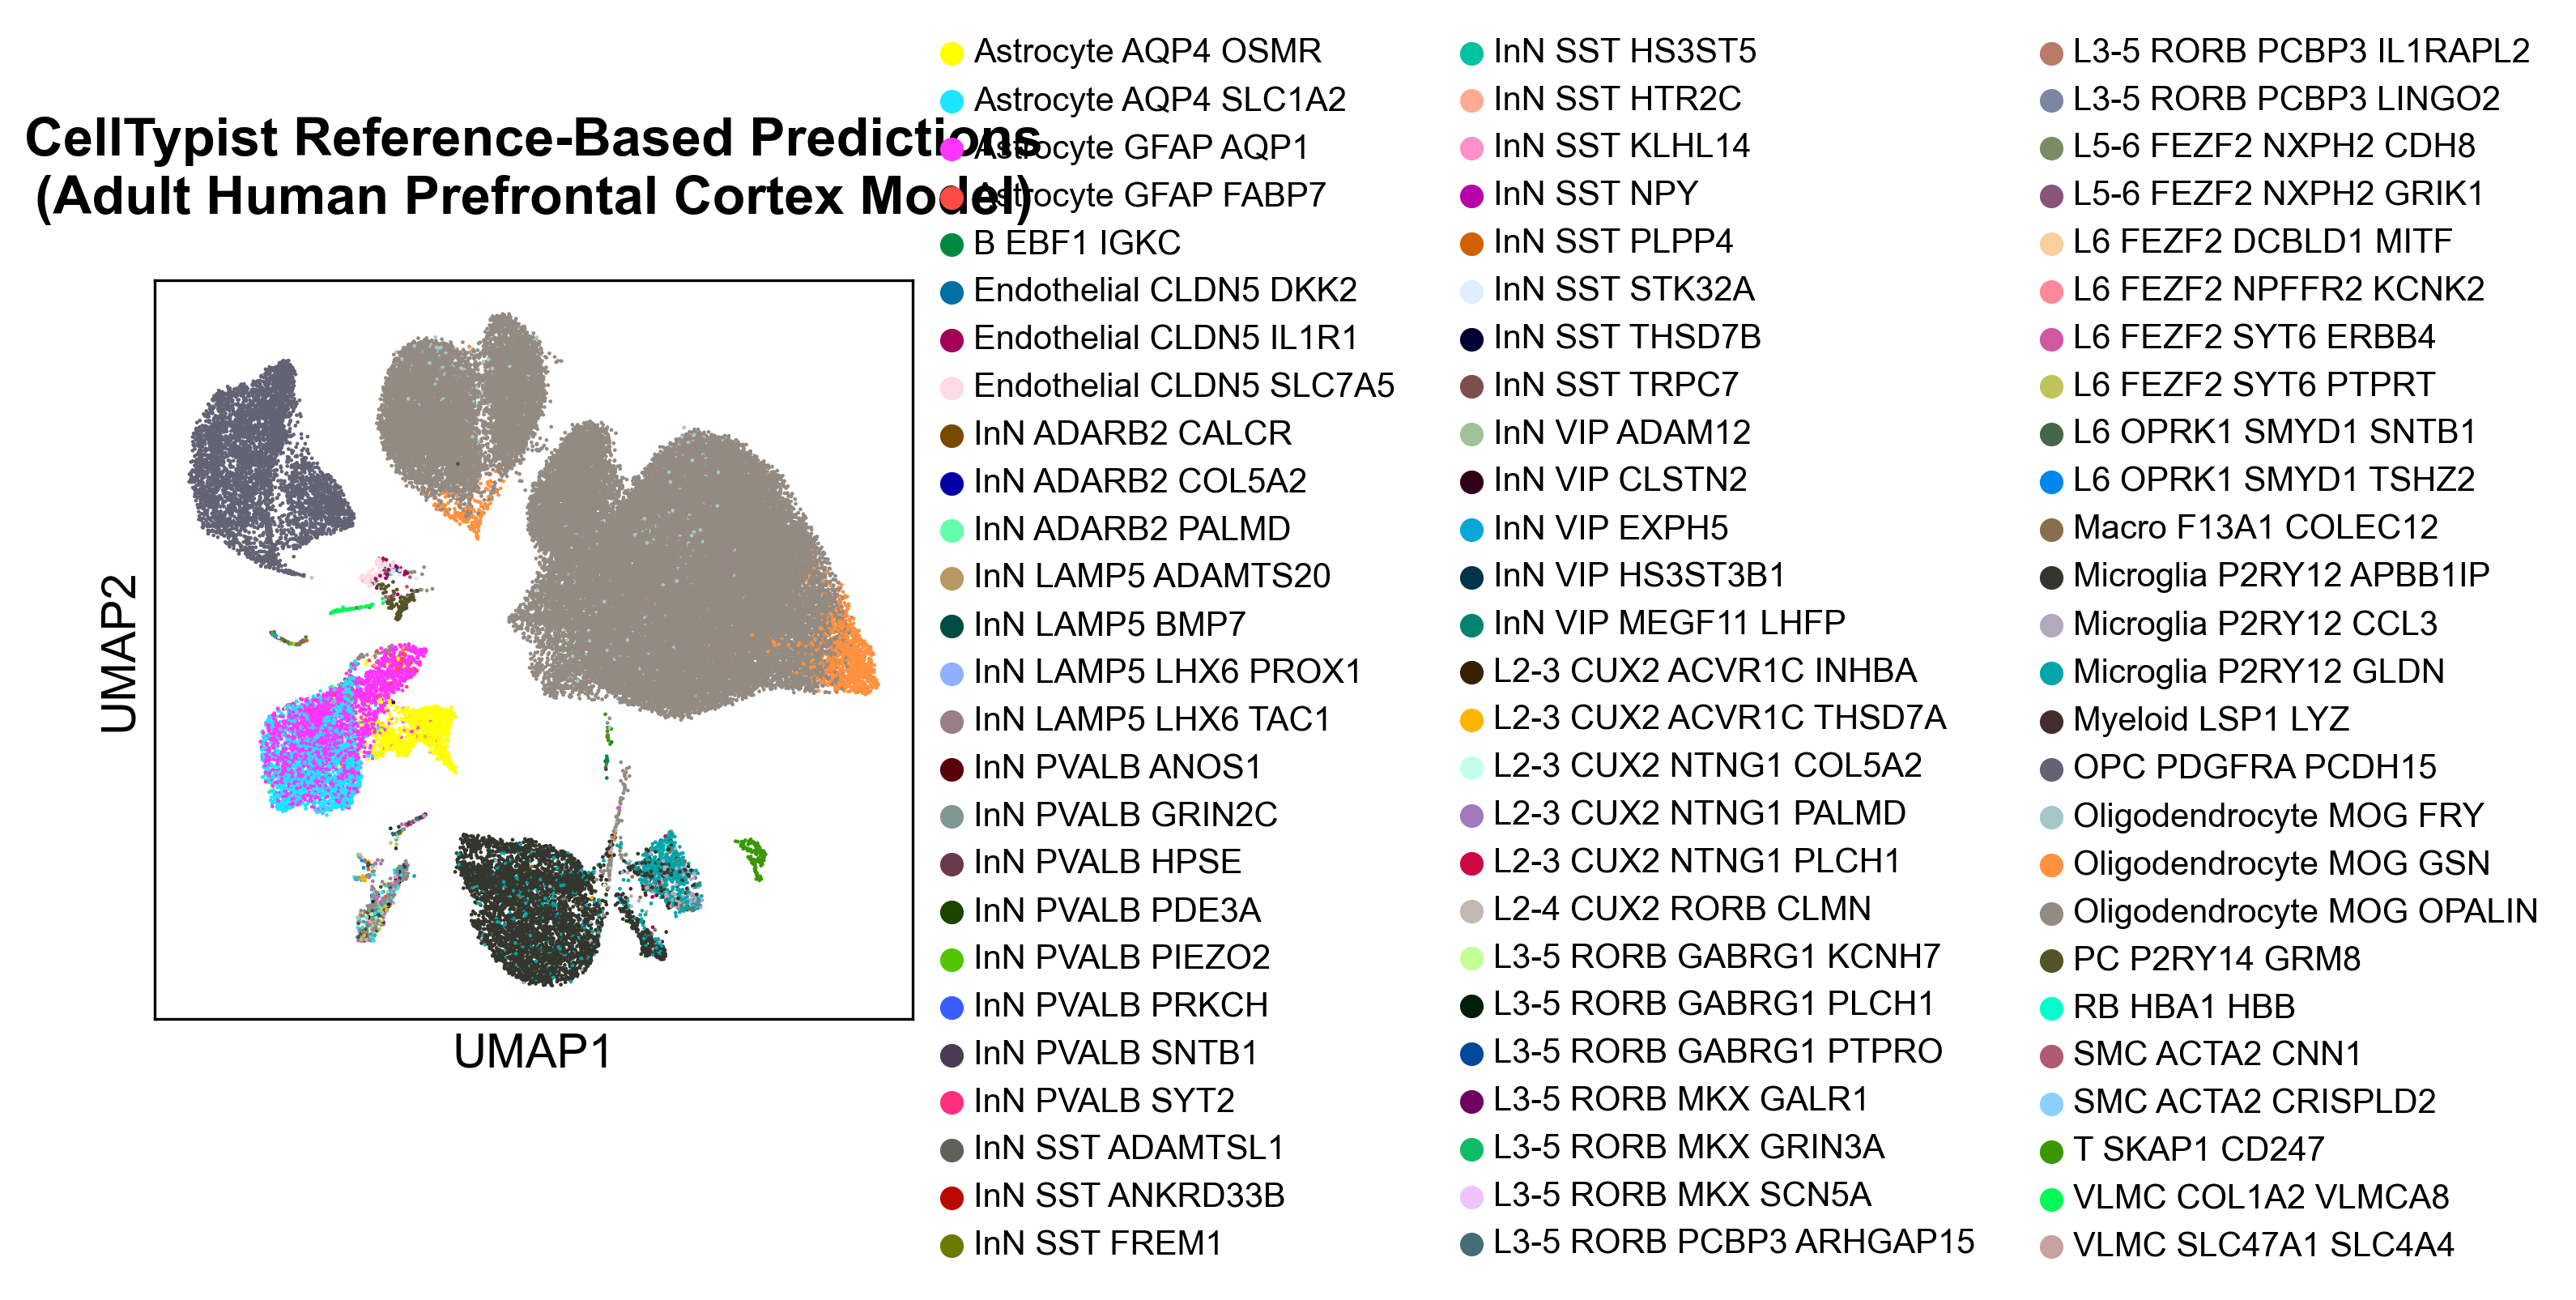 CellTypist Reference-Based Predictions
(Adult Human Prefrontal Cortex Model)
UMAP2
UMAP1
Astrocyte AQP4 OSMR
Astrocyte AQP4 SLC1A2
Astrocyte GFAP AQP1
Astrocyte GFAP FABP7
B EBF1 IGKC
Endothelial CLDN5 DKK2
Endothelial CLDN5 IL1R1
Endothelial CLDN5 SLC7A5
InN ADARB2 CALCR
InN ADARB2 COL5A2
InN ADARB2 PALMD
InN LAMP5 ADAMTS20
InN LAMP5 BMP7
InN LAMP5 LHX6 PROX1
InN LAMP5 LHX6 TAC1
InN PVALB ANOS1
InN PVALB GRIN2C
InN PVALB HPSE
InN PVALB PDE3A
InN PVALB PIEZO2
InN PVALB PRKCH
InN PVALB SNTB1
InN PVALB SYT2
InN SST ADAMTSL1
InN SST ANKRD33B
InN SST FREM1
InN SST HS3ST5
InN SST HTR2C
InN SST KLHL14
InN SST NPY
InN SST PLPP4
InN SST STK32A
InN SST THSD7B
InN SST TRPC7
InN VIP ADAM12
InN VIP CLSTN2
InN VIP EXPH5
InN VIP HS3ST3B1
InN VIP MEGF11 LHFP
L2-3 CUX2 ACVR1C INHBA
L2-3 CUX2 ACVR1C THSD7A
L2-3 CUX2 NTNG1 COL5A2
L2-3 CUX2 NTNG1 PALMD
L2-3 CUX2 NTNG1 PLCH1
L2-4 CUX2 RORB CLMN
L3-5 RORB GABRG1 KCNH7
L3-5 RORB GABRG1 PLCH1
L3-5 RORB GABRG1 PTPRO
L3-5 RORB MKX GALR1
L3-5 RORB MKX GRIN3A
L3-5 RORB MKX SCN5A
L3-5 RORB PCBP3 ARHGAP15
L3-5 RORB PCBP3 IL1RAPL2
L3-5 RORB PCBP3 LINGO2
L5-6 FEZF2 NXPH2 CDH8
L5-6 FEZF2 NXPH2 GRIK1
L6 FEZF2 DCBLD1 MITF
L6 FEZF2 NPFFR2 KCNK2
L6 FEZF2 SYT6 ERBB4
L6 FEZF2 SYT6 PTPRT
L6 OPRK1 SMYD1 SNTB1
L6 OPRK1 SMYD1 TSHZ2
Macro F13A1 COLEC12
Microglia P2RY12 APBB1IP
Microglia P2RY12 CCL3
Microglia P2RY12 GLDN
Myeloid LSP1 LYZ
OPC PDGFRA PCDH15
Oligodendrocyte MOG FRY
Oligodendrocyte MOG GSN
Oligodendrocyte MOG OPALIN
PC P2RY14 GRM8
RB HBA1 HBB
SMC ACTA2 CNN1
SMC ACTA2 CRISPLD2
T SKAP1 CD247
VLMC COL1A2 VLMCA8
VLMC SLC47A1 SLC4A4